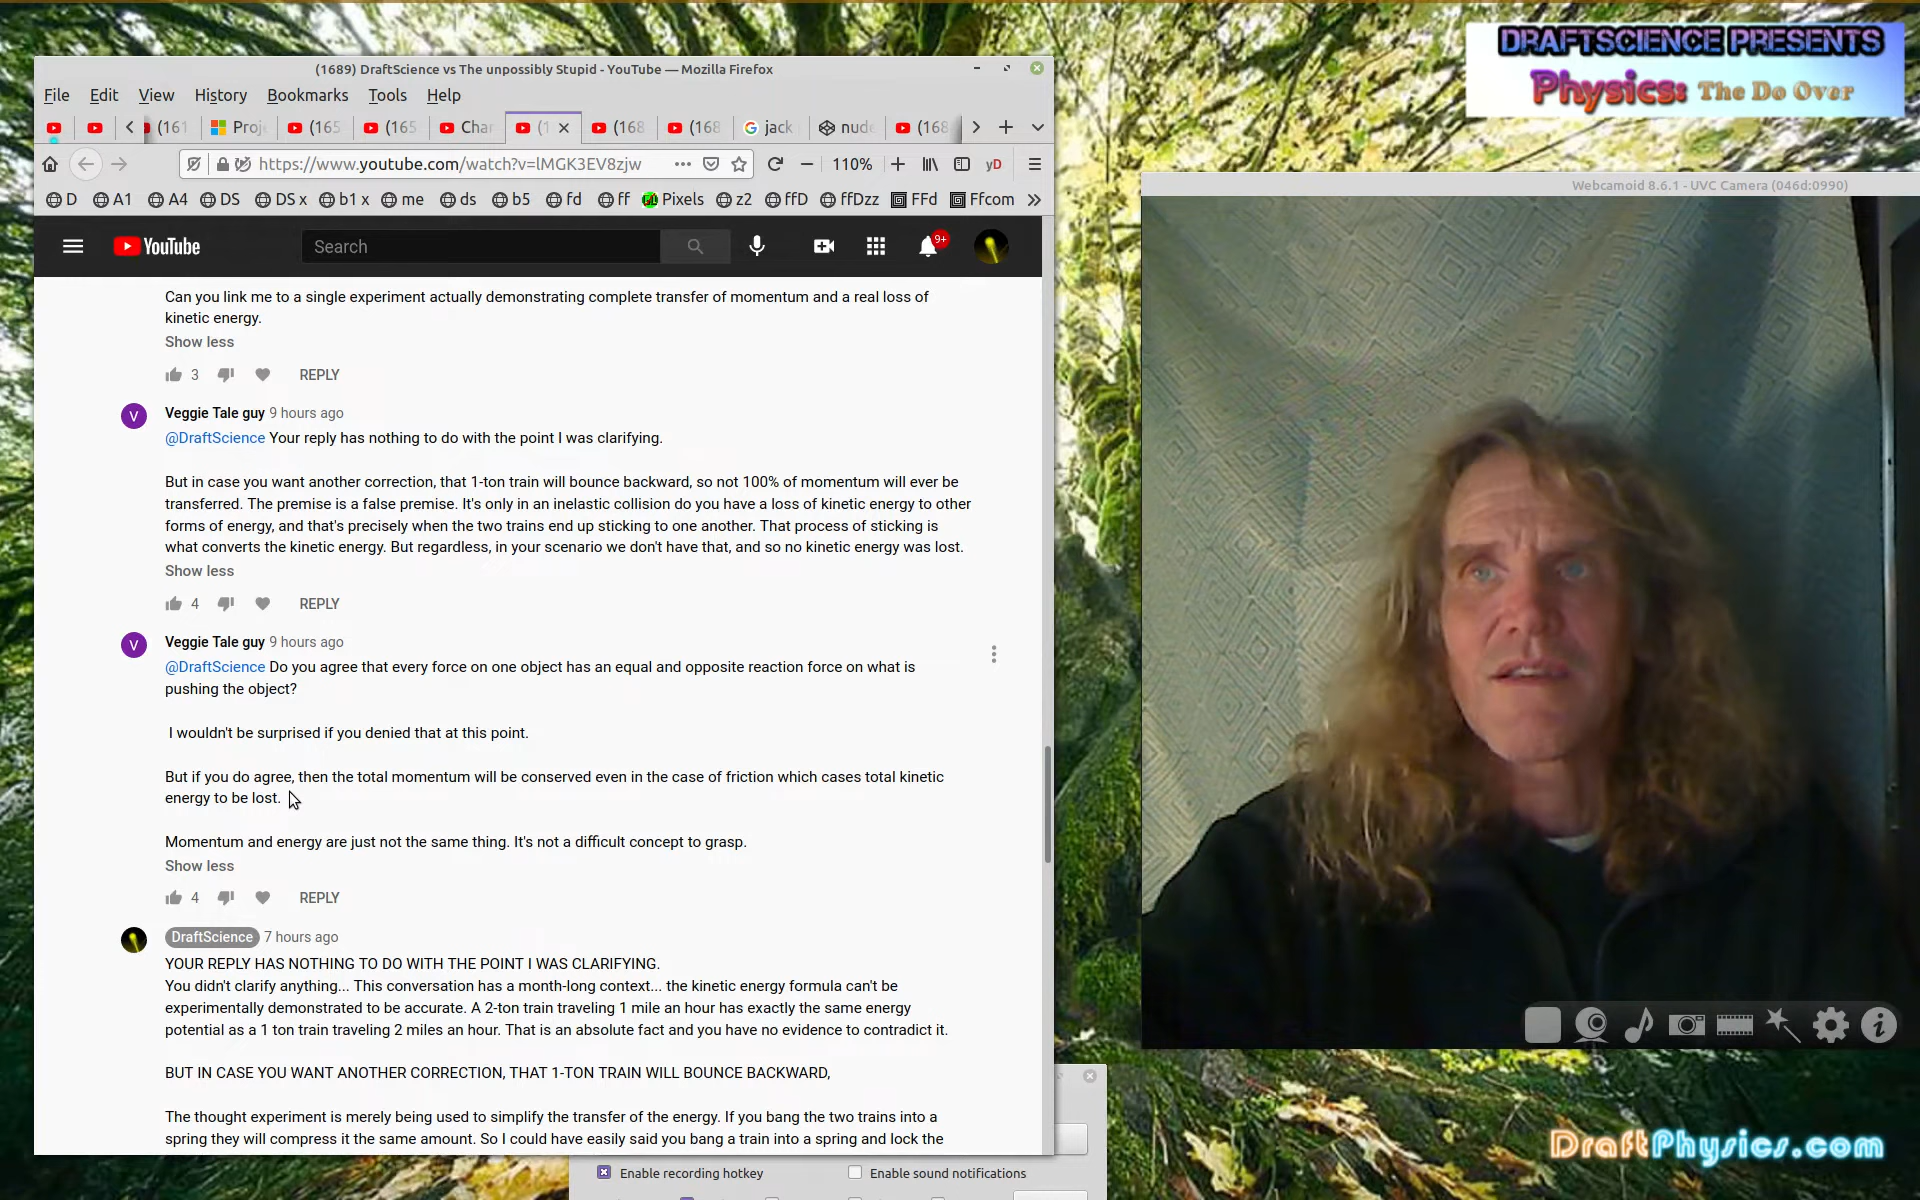 DRAFTSCIENCE PRESENTS
Physics: The Do Over
(1689) DraftScience vs The unpossibly Stupid - YouTube — Mozilla Firefox
File Edit View History Bookmarks Tools Help
(161 Proj (165 (165 Char (1 (168 (168 jack nude (168
https://www.youtube.com/watch?v=lMGK3EV8zjw 110% yD
D A1 A4 DS DS x b1 x me ds b5 fd ff Pixels z2 ffD ffDzz FFd Ffcom
Webcamoid 8.6.1 - UVC Camera (046d:0990)
YouTube Search 9+
Can you link me to a single experiment actually demonstrating complete transfer of momentum and a real loss of
kinetic energy.
Show less
3 REPLY
V Veggie Tale guy 9 hours ago
@DraftScience Your reply has nothing to do with the point I was clarifying.
But in case you want another correction, that 1-ton train will bounce backward, so not 100% of momentum will ever be
transferred. The premise is a false premise. It's only in an inelastic collision do you have a loss of kinetic energy to other
forms of energy, and that's precisely when the two trains end up sticking to one another. That process of sticking is
what converts the kinetic energy. But regardless, in your scenario we don't have that, and so no kinetic energy was lost.
Show less
4 REPLY
V Veggie Tale guy 9 hours ago
@DraftScience Do you agree that every force on one object has an equal and opposite reaction force on what is
pushing the object?
I wouldn't be surprised if you denied that at this point.
But if you do agree, then the total momentum will be conserved even in the case of friction which cases total kinetic
energy to be lost.
Momentum and energy are just not the same thing. It's not a difficult concept to grasp.
Show less
4 REPLY
DraftScience 7 hours ago
YOUR REPLY HAS NOTHING TO DO WITH THE POINT I WAS CLARIFYING.
You didn't clarify anything... This conversation has a month-long context... the kinetic energy formula can't be
experimentally demonstrated to be accurate. A 2-ton train traveling 1 mile an hour has exactly the same energy
potential as a 1 ton train traveling 2 miles an hour. That is an absolute fact and you have no evidence to contradict it.
BUT IN CASE YOU WANT ANOTHER CORRECTION, THAT 1-TON TRAIN WILL BOUNCE BACKWARD,
The thought experiment is merely being used to simplify the transfer of the energy. If you bang the two trains into a
spring they will compress it the same amount. So I could have easily said you bang a train into a spring and lock the
Enable recording hotkey Enable sound notifications
DraftPhysics.com